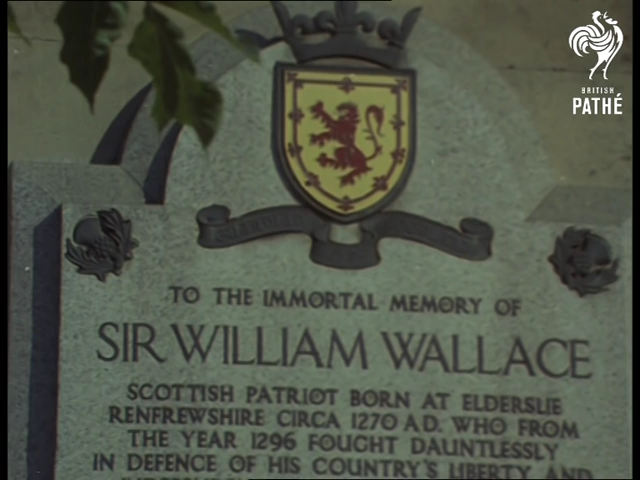 BRITISH
PATHÉ
TO THE IMMORTAL MEMORY OF
SIR WILLIAM WALLACE
SCOTTISH PATRIOT BORN AT ELDERSLIE
RENFREWSHIRE CIRCA 1270 A.D. WHO FROM
THE YEAR 1296 FOUGHT DAUNTLESSLY
IN DEFENCE OF HIS COUNTRY'S LIBERTY AND